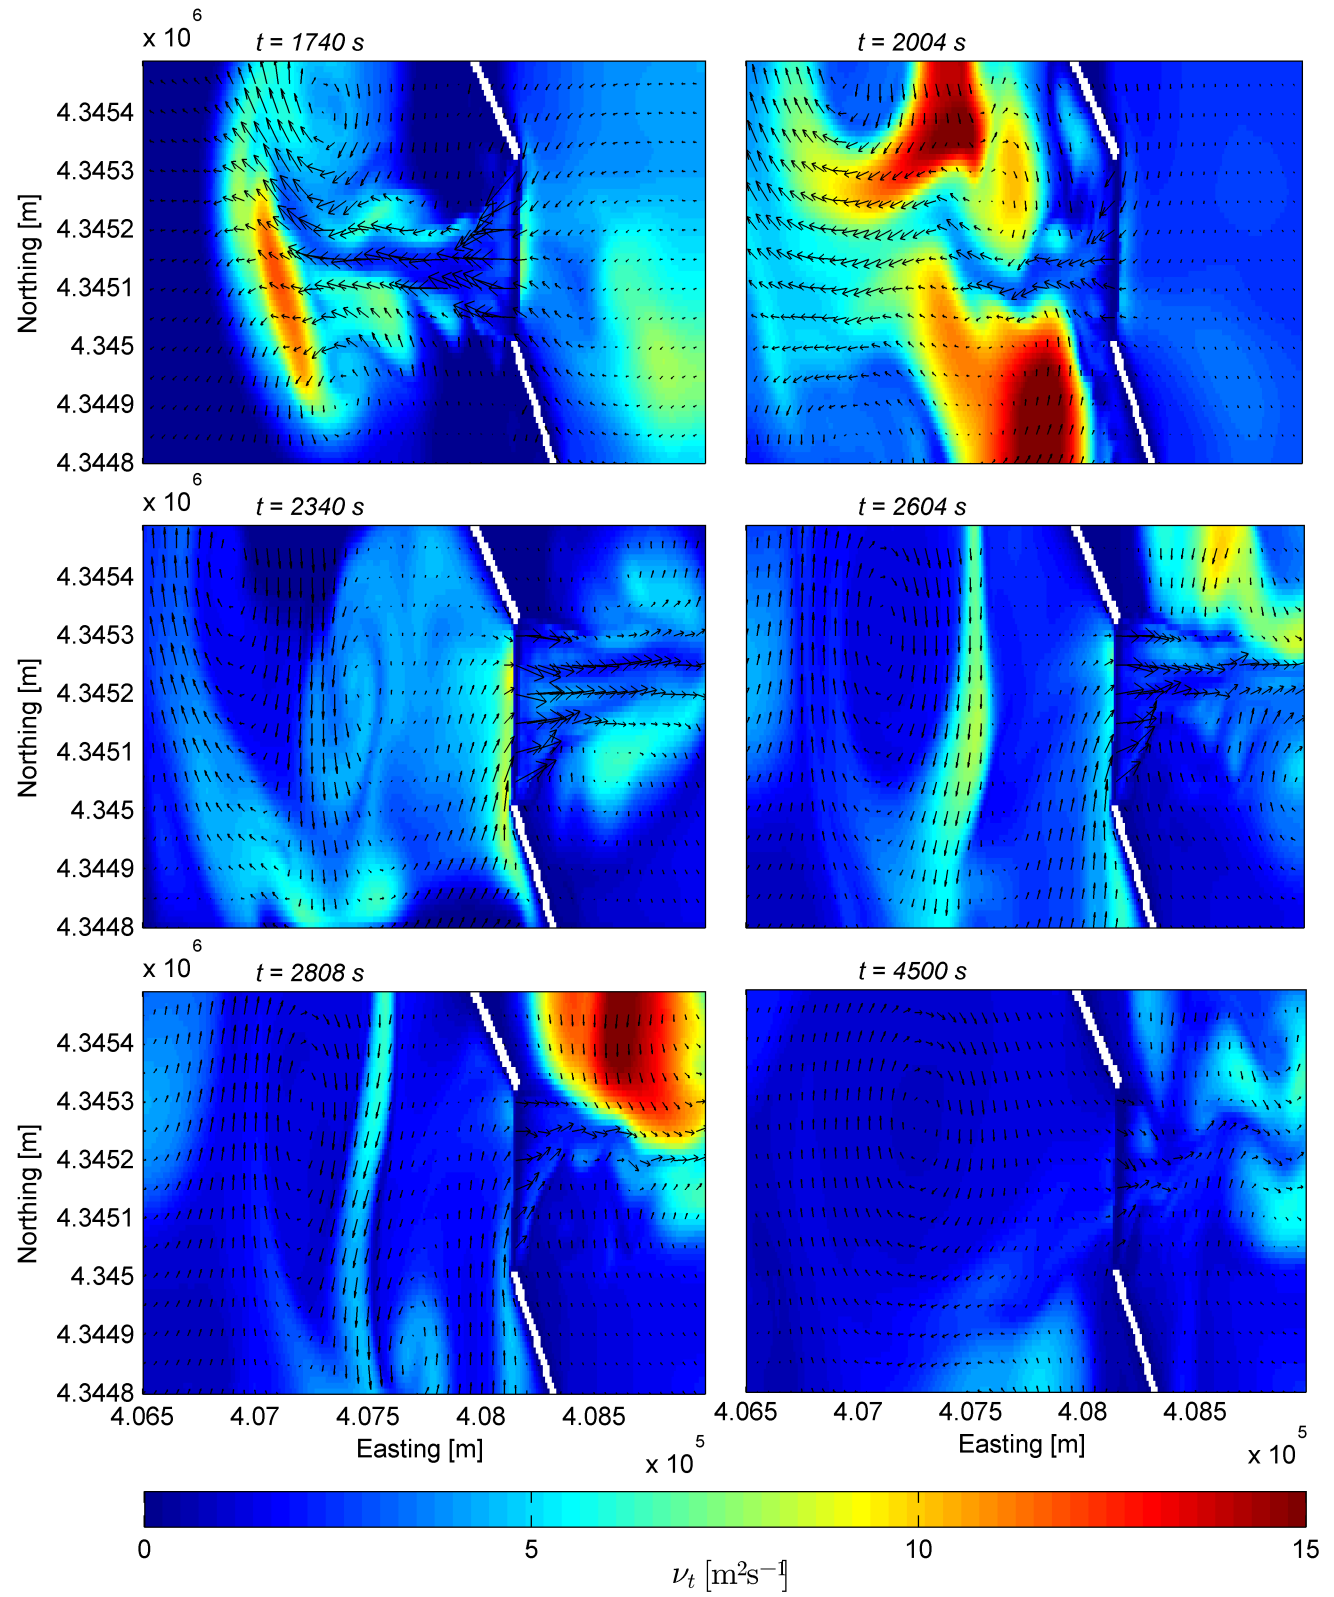 x 10^6
t = 1740 s
t = 2004 s
4.3454
4.3453
4.3452
4.3451
4.345
4.3449
4.3448
Northing [m]
x 10^6
t = 2340 s
t = 2604 s
4.3454
4.3453
4.3452
4.3451
4.345
4.3449
4.3448
Northing [m]
x 10^6
t = 2808 s
t = 4500 s
4.3454
4.3453
4.3452
4.3451
4.345
4.3449
4.3448
Northing [m]
4.065 4.07 4.075 4.08 4.085
Easting [m]
x 10^5
4.065 4.07 4.075 4.08 4.085
Easting [m]
x 10^5
0 5 10 15
ν_t [m²s⁻¹]